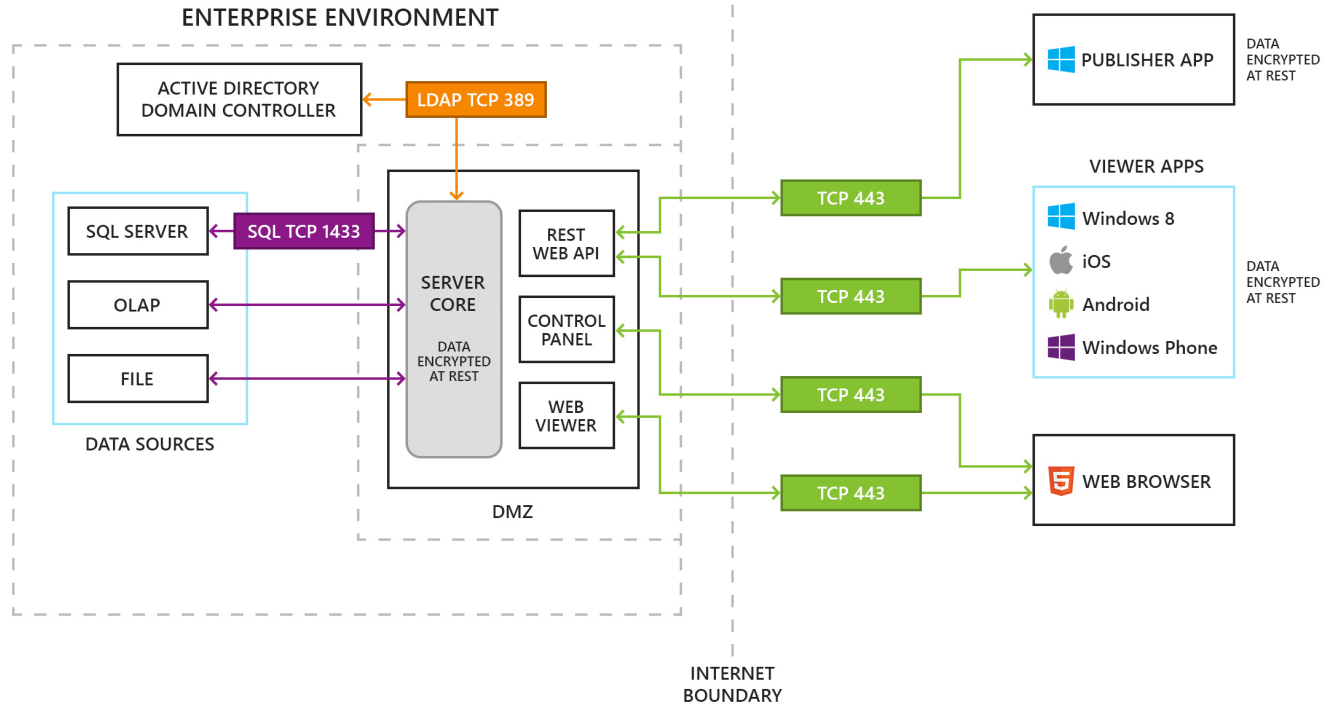 ENTERPRISE ENVIRONMENT
ACTIVE DIRECTORY
DOMAIN CONTROLLER
LDAP TCP 389
SQL SERVER
SQL TCP 1433
OLAP
FILE
DATA SOURCES
SERVER
CORE
DATA
ENCRYPTED
AT REST
REST
WEB API
CONTROL
PANEL
WEB
VIEWER
DMZ
TCP 443
TCP 443
TCP 443
TCP 443
INTERNET
BOUNDARY
PUBLISHER APP
DATA
ENCRYPTED
AT REST
VIEWER APPS
Windows 8
iOS
Android
Windows Phone
DATA
ENCRYPTED
AT REST
5
WEB BROWSER